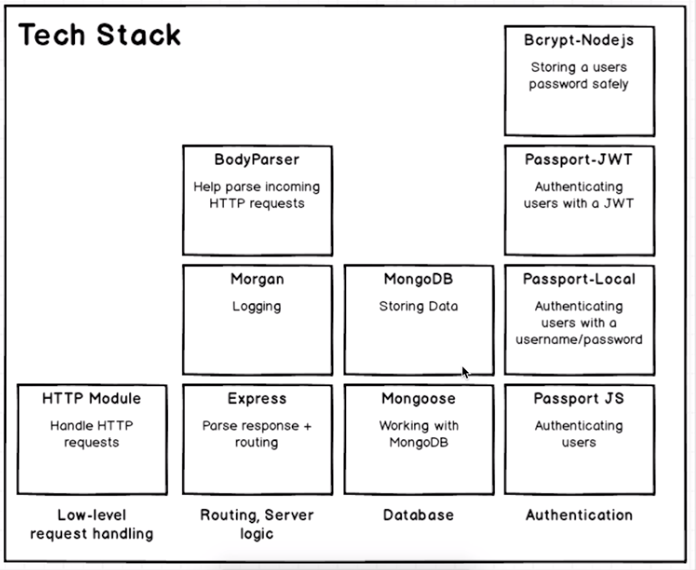 Tech Stack
Bcrypt-Nodejs
Storing a users
password safely
BodyParser
Help parse incoming
HTTP requests
Passport-JWT
Authenticating
users with a JWT
Morgan
Logging
MongoDB
Storing Data
Passport-Local
Authenticating
users with a
username/password
HTTP Module
Handle HTTP
requests
Express
Parse response +
routing
Mongoose
Working with
MongoDB
Passport JS
Authenticating
users
Low-level
request handling
Routing, Server
logic
Database
Authentication